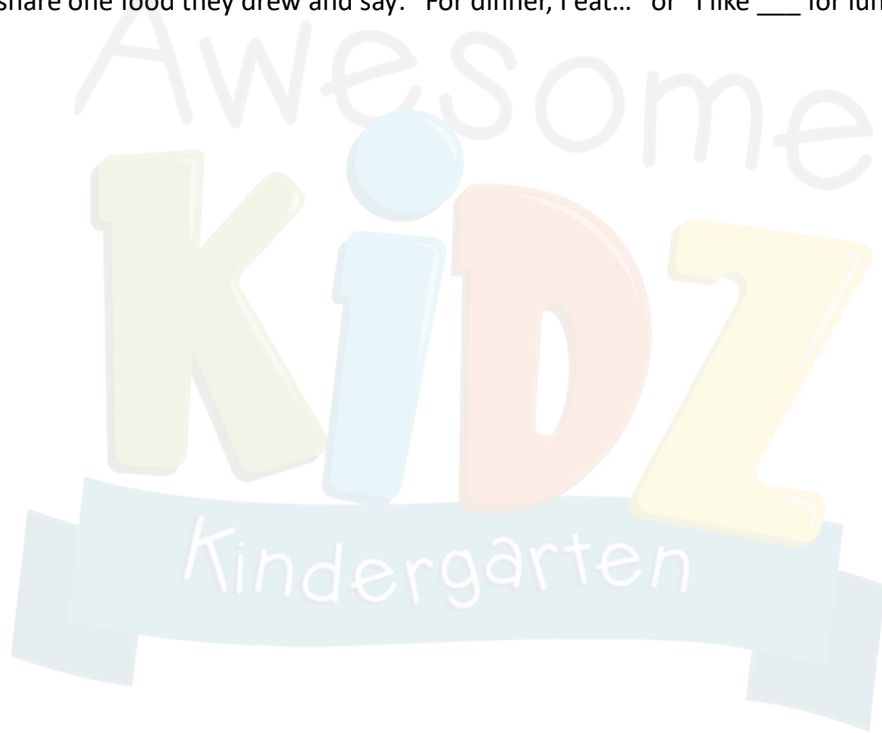 share one food they drew and say: "For dinner, I eat..." or "I like ___ for lun
Awesome
KiDZ
Kindergarten